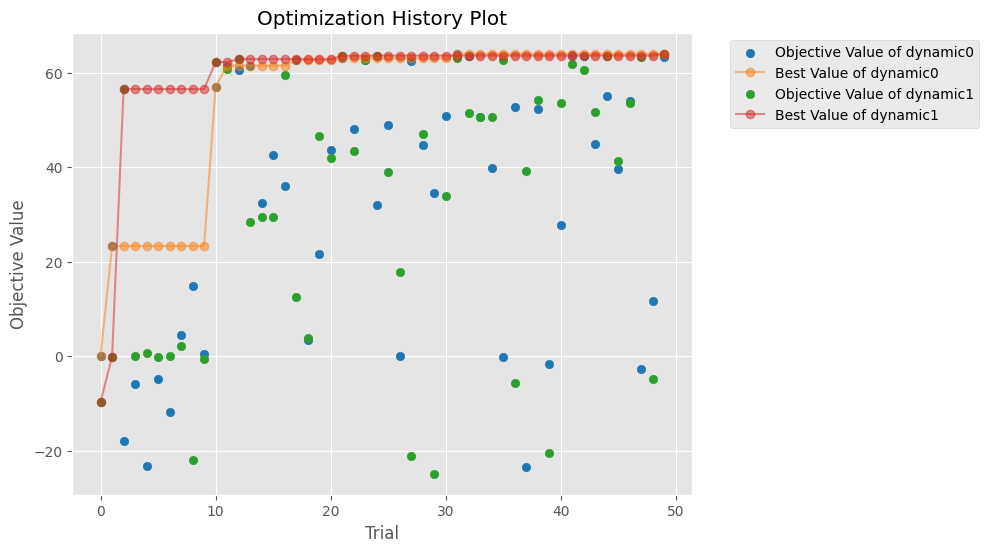 Optimization History Plot
Objective Value
60
40
20
0
−20
0
10
20
30
40
50
Trial
Objective Value of dynamic0
Best Value of dynamic0
Objective Value of dynamic1
Best Value of dynamic1